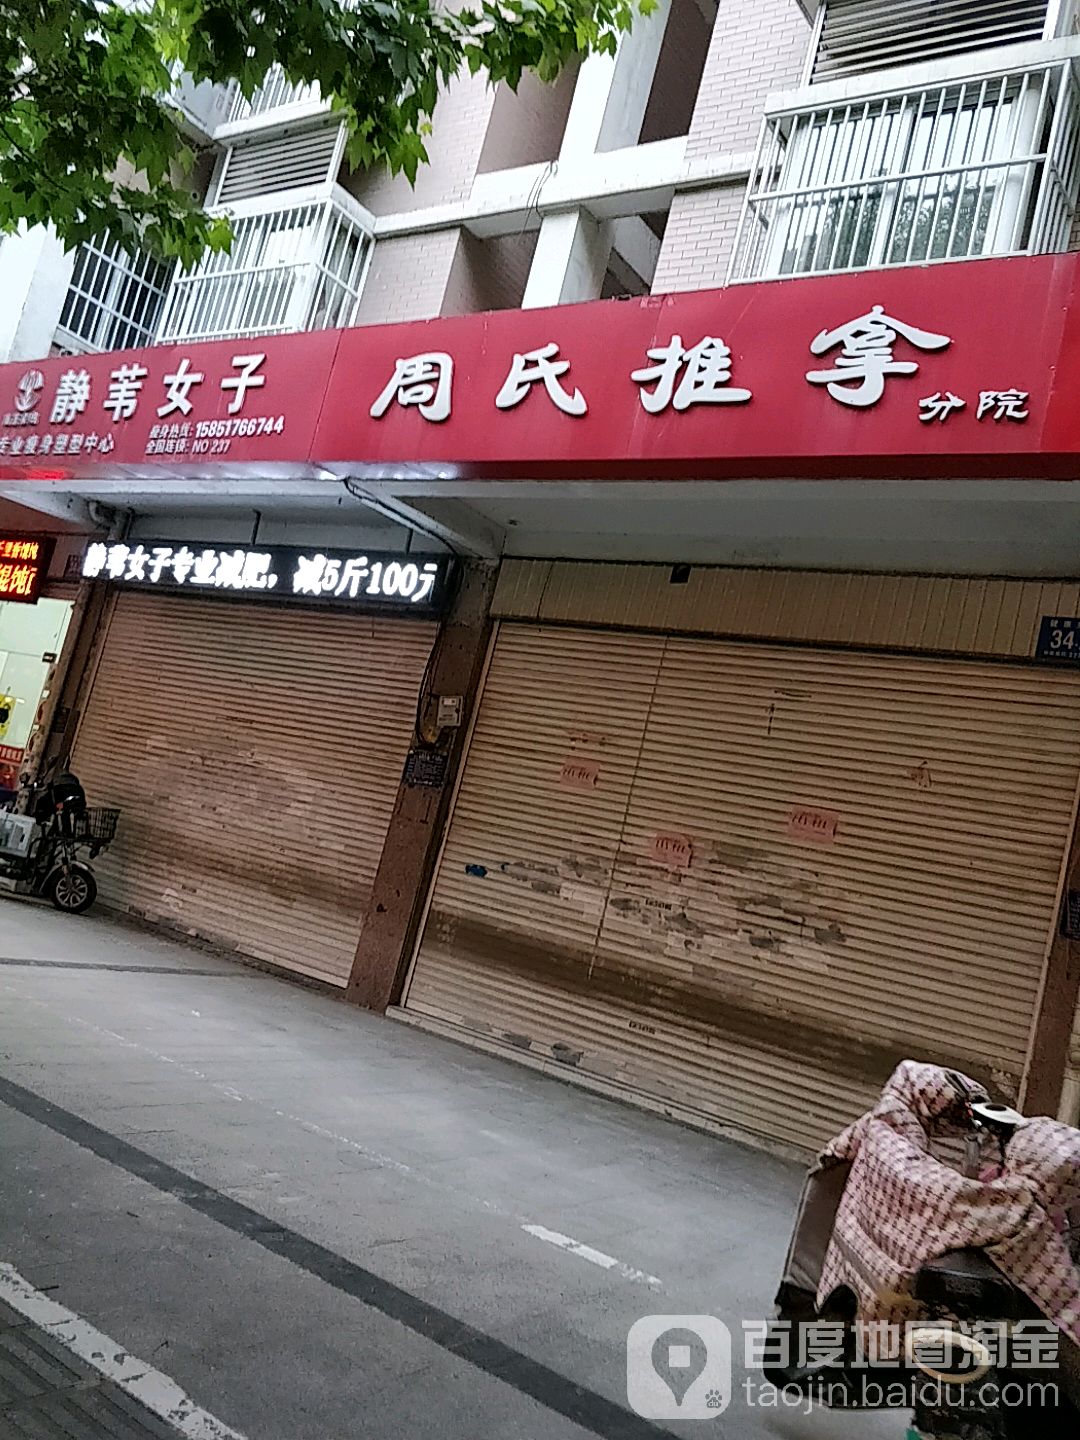 静苇女子
专业瘦身塑型中心
瘦身热线: 15851766744
全国连锁: NO 237
周氏推拿
分院
静苇女子专业减肥，减5斤100元
34
百度地图淘金
taojin.baidu.com